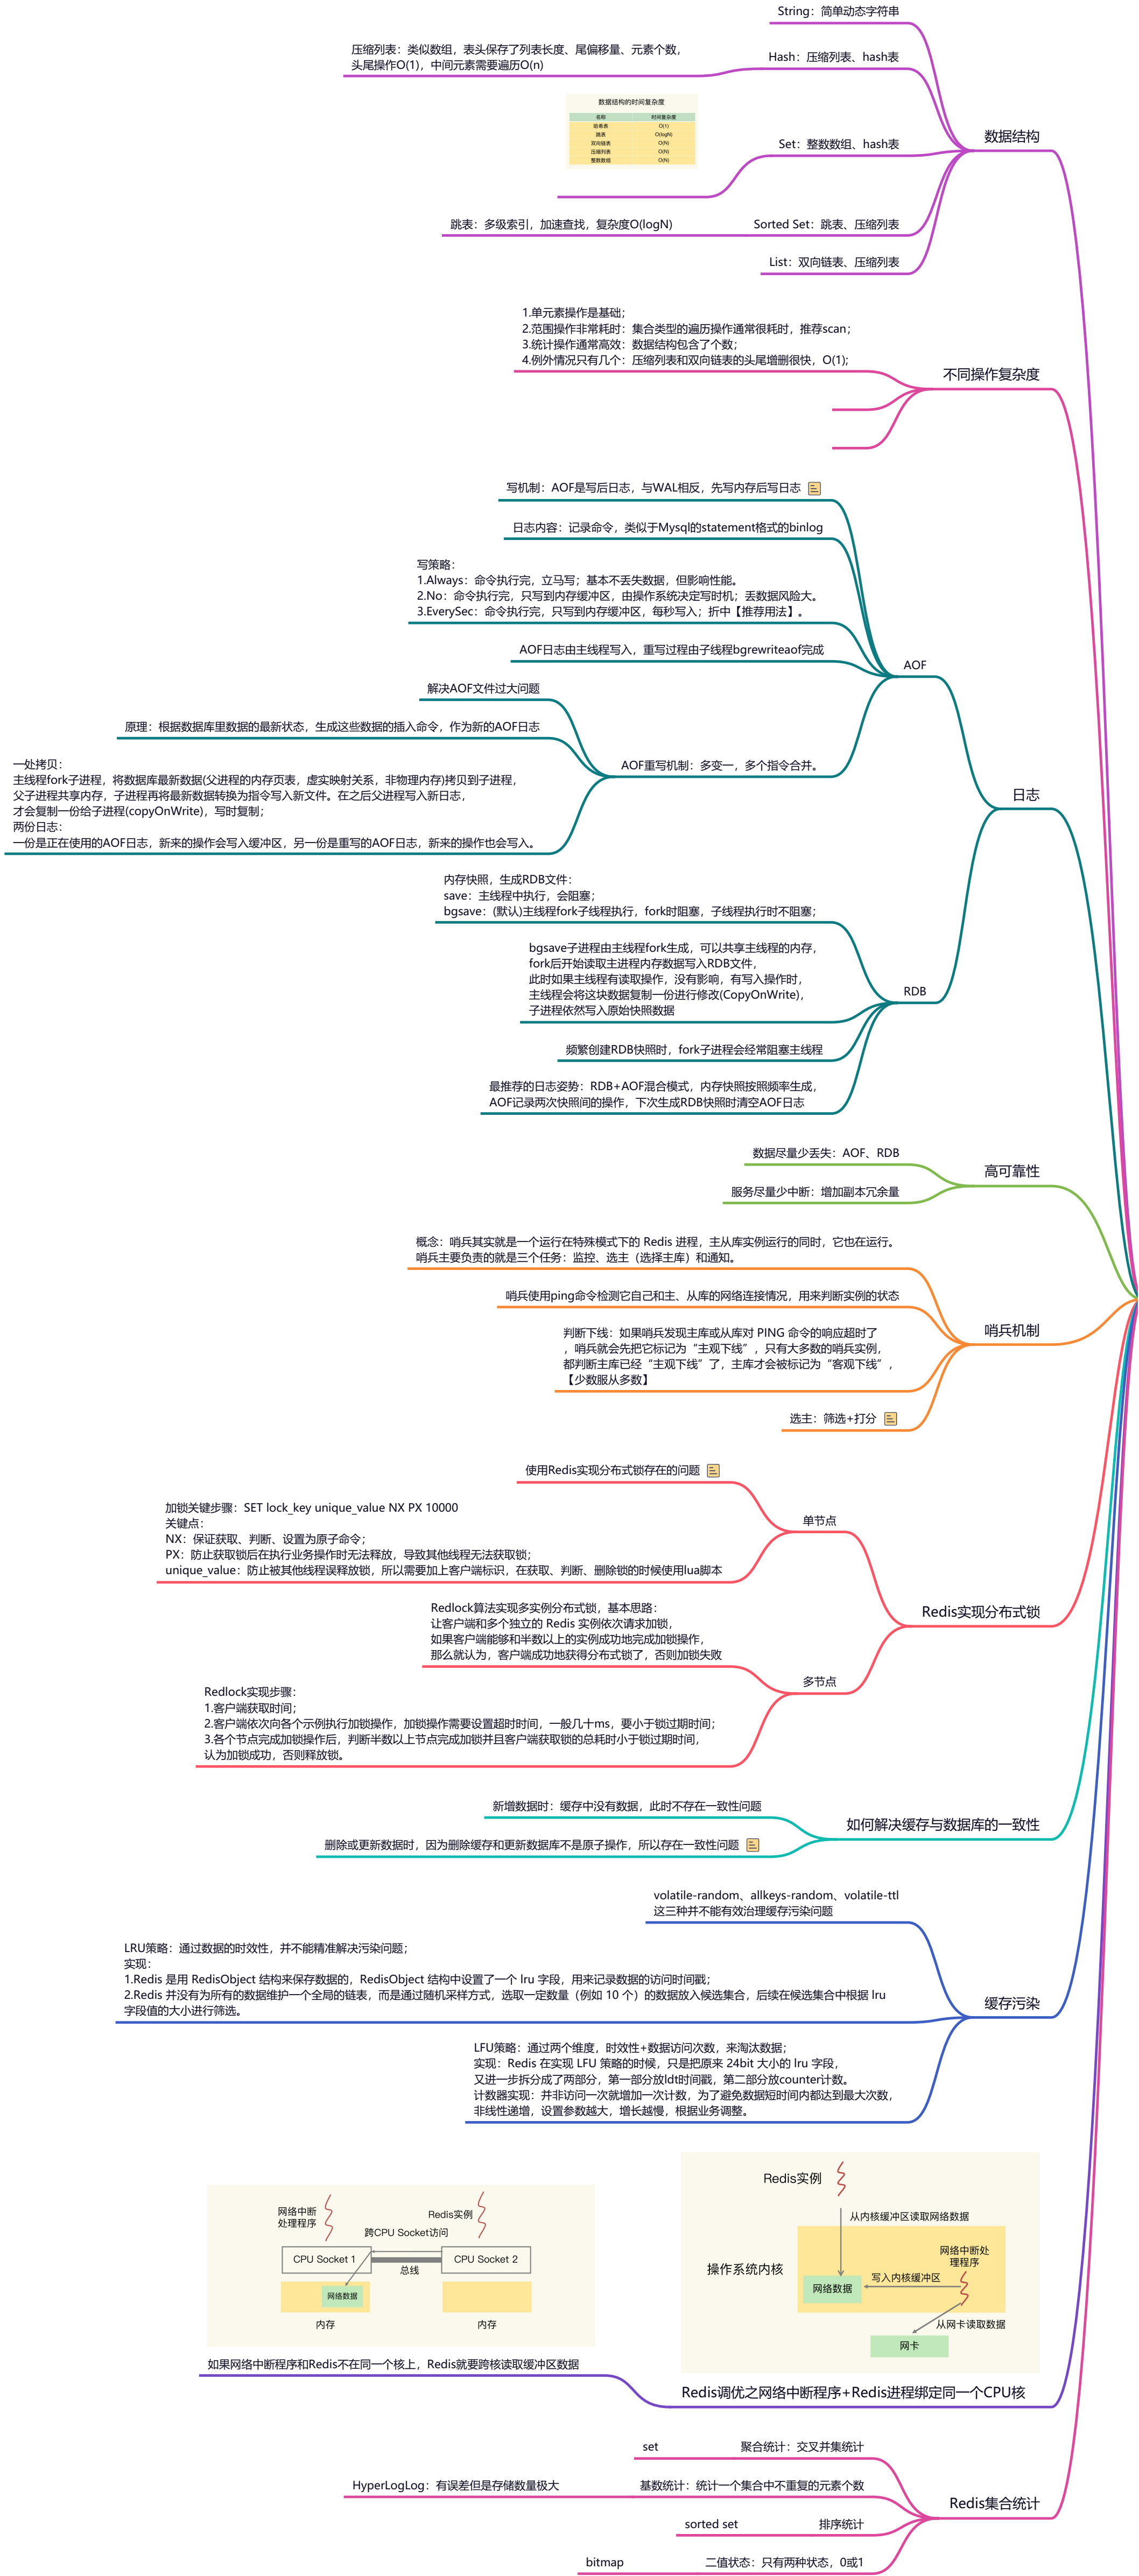 String：简单动态字符串
压缩列表：类似数组，表头保存了列表长度、尾偏移量、元素个数，
头尾操作O(1)，中间元素需要遍历O(n)
Hash：压缩列表、hash表
数据结构的时间复杂度
名称 时间复杂度
哈希表 O(1)
跳表 O(logN)
双向链表 O(N)
压缩列表 O(N)
整数数组 O(N)
Set：整数数组、hash表
数据结构
跳表：多级索引，加速查找，复杂度O(logN)
Sorted Set：跳表、压缩列表
List：双向链表、压缩列表
1.单元素操作是基础；
2.范围操作非常耗时：集合类型的遍历操作通常很耗时，推荐scan；
3.统计操作通常高效：数据结构包含了个数；
4.例外情况只有几个：压缩列表和双向链表的头尾增删很快，O(1);
不同操作复杂度
写机制：AOF是写后日志，与WAL相反，先写内存后写日志
日志内容：记录命令，类似于Mysql的statement格式的binlog
写策略：
1.Always：命令执行完，立马写；基本不丢失数据，但影响性能。
2.No：命令执行完，只写到内存缓冲区，由操作系统决定写时机；丢数据风险大。
3.EverySec：命令执行完，只写到内存缓冲区，每秒写入；折中【推荐用法】。
AOF日志由主线程写入，重写过程由子线程bgrewriteaof完成
AOF
解决AOF文件过大问题
原理：根据数据库里数据的最新状态，生成这些数据的插入命令，作为新的AOF日志
AOF重写机制：多变一，多个指令合并。
一处拷贝：
主线程fork子进程，将数据库最新数据(父进程的内存页表，虚实映射关系，非物理内存)拷贝到子进程，
父子进程共享内存，子进程再将最新数据转换为指令写入新文件。在之后父进程写入新日志，
才会复制一份给子进程(copyOnWrite)，写时复制；
两份日志：
一份是正在使用的AOF日志，新来的操作会写入缓冲区，另一份是重写的AOF日志，新来的操作也会写入。
日志
内存快照，生成RDB文件：
save：主线程中执行，会阻塞；
bgsave：(默认)主线程fork子线程执行，fork时阻塞，子线程执行时不阻塞；
bgsave子进程由主线程fork生成，可以共享主线程的内存，
fork后开始读取主进程内存数据写入RDB文件，
此时如果主线程有读取操作，没有影响，有写入操作时，
主线程会将这块数据复制一份进行修改(CopyOnWrite)，
子进程依然写入原始快照数据
RDB
频繁创建RDB快照时，fork子进程会经常阻塞主线程
最推荐的日志姿势：RDB+AOF混合模式，内存快照按照频率生成，
AOF记录两次快照间的操作，下次生成RDB快照时清空AOF日志
数据尽量少丢失：AOF、RDB
高可靠性
服务尽量少中断：增加副本冗余量
概念：哨兵其实就是一个运行在特殊模式下的 Redis 进程，主从库实例运行的同时，它也在运行。
哨兵主要负责的就是三个任务：监控、选主（选择主库）和通知。
哨兵使用ping命令检测它自己和主、从库的网络连接情况，用来判断实例的状态
哨兵机制
判断下线：如果哨兵发现主库或从库对 PING 命令的响应超时了
，哨兵就会先把它标记为“主观下线”，只有大多数的哨兵实例，
都判断主库已经“主观下线”了，主库才会被标记为“客观下线”，
【少数服从多数】
选主：筛选+打分
使用Redis实现分布式锁存在的问题
单节点
加锁关键步骤：SET lock_key unique_value NX PX 10000
关键点：
NX：保证获取、判断、设置为原子命令；
PX：防止获取锁后在执行业务操作时无法释放，导致其他线程无法获取锁；
unique_value：防止被其他线程误释放锁，所以需要加上客户端标识，在获取、判断、删除锁的时候使用lua脚本
Redis实现分布式锁
Redlock算法实现多实例分布式锁，基本思路：
让客户端和多个独立的 Redis 实例依次请求加锁，
如果客户端能够和半数以上的实例成功地完成加锁操作，
那么就认为，客户端成功地获得分布式锁了，否则加锁失败
多节点
Redlock实现步骤：
1.客户端获取时间；
2.客户端依次向各个示例执行加锁操作，加锁操作需要设置超时时间，一般几十ms，要小于锁过期时间；
3.各个节点完成加锁操作后，判断半数以上节点完成加锁并且客户端获取锁的总耗时小于锁过期时间，
认为加锁成功，否则释放锁。
新增数据时：缓存中没有数据，此时不存在一致性问题
如何解决缓存与数据库的一致性
删除或更新数据时，因为删除缓存和更新数据库不是原子操作，所以存在一致性问题
volatile-random、allkeys-random、volatile-ttl
这三种并不能有效治理缓存污染问题
LRU策略：通过数据的时效性，并不能精准解决污染问题；
实现：
1.Redis 是用 RedisObject 结构来保存数据的，RedisObject 结构中设置了一个 lru 字段，用来记录数据的访问时间戳；
2.Redis 并没有为所有的数据维护一个全局的链表，而是通过随机采样方式，选取一定数量（例如 10 个）的数据放入候选集合，后续在候选集合中根据 lru
字段值的大小进行筛选。
缓存污染
LFU策略：通过两个维度，时效性+数据访问次数，来淘汰数据；
实现：Redis 在实现 LFU 策略的时候，只是把原来 24bit 大小的 lru 字段，
又进一步拆分成了两部分，第一部分放ldt时间戳，第二部分放counter计数。
计数器实现：并非访问一次就增加一次计数，为了避免数据短时间内都达到最大次数，
非线性递增，设置参数越大，增长越慢，根据业务调整。
网络中断
处理程序
Redis实例
跨CPU Socket访问
CPU Socket 1
CPU Socket 2
总线
网络数据
内存
内存
如果网络中断程序和Redis不在同一个核上，Redis就要跨核读取缓冲区数据
Redis实例
从内核缓冲区读取网络数据
操作系统内核
网络中断处
理程序
写入内核缓冲区
网络数据
从网卡读取数据
网卡
Redis调优之网络中断程序+Redis进程绑定同一个CPU核
set
聚合统计：交叉并集统计
HyperLogLog：有误差但是存储数量极大
基数统计：统计一个集合中不重复的元素个数
Redis集合统计
sorted set
排序统计
bitmap
二值状态：只有两种状态，0或1